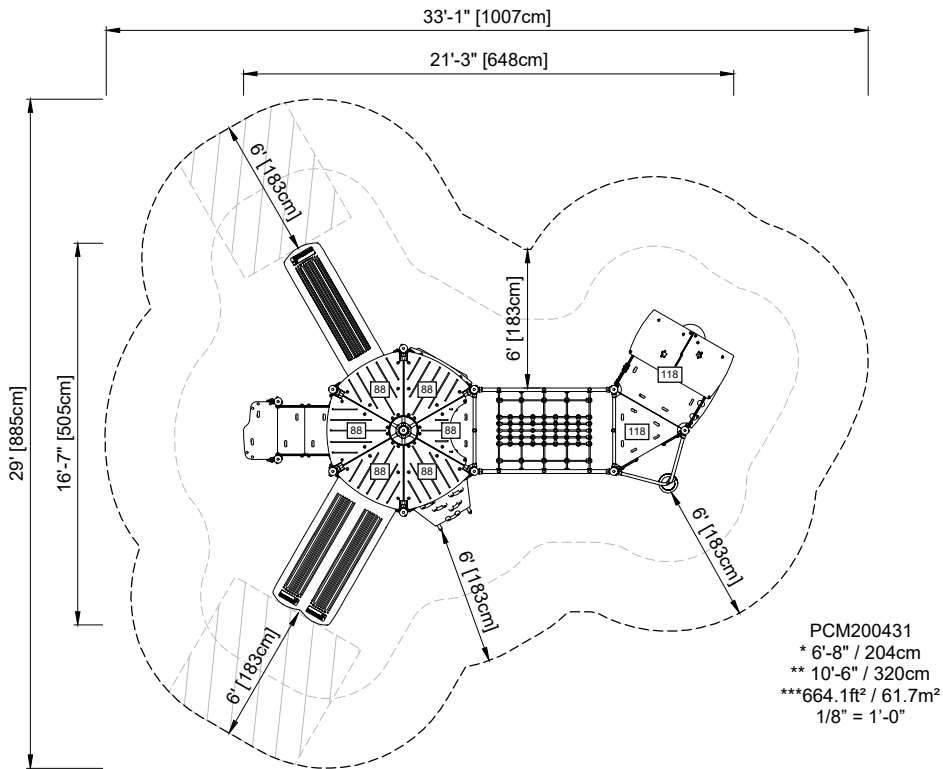 33'-1" [1007cm]
21'-3" [648cm]
6' [183cm]
6' [183cm]
29' [885cm]
16'-7" [505cm]
118
88 88
88 88 118
88 88
6' [183cm]
6' [183cm]
6' [183cm]
PCM200431
* 6'-8" / 204cm
** 10'-6" / 320cm
***664.1ft² / 61.7m²
1/8” = 1’-0”